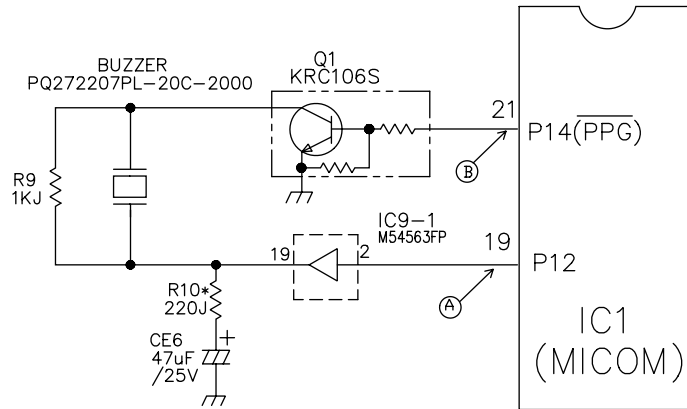 BUZZER
PQ272207PL-20C-2000
Q1
KRC106S
21
P14(PPG)
B
R9
1KJ
IC9-1
M54563FP
19
2
19
P12
A
R10*
220J
CE6
47uF
/25V
+
IC1
(MICOM)